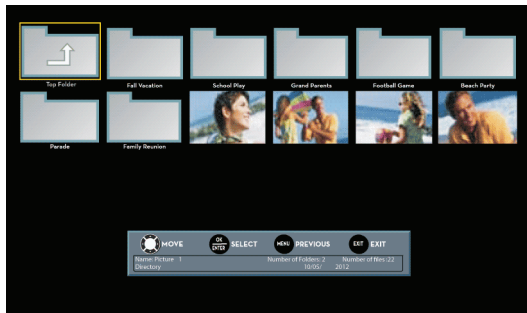 Top Folder Fall Vacation School Play Grand Parents Football Game Beach Party
Parade Family Reunion
MOVE OK ENTER SELECT MENU PREVIOUS EXIT EXIT
Name: Picture 1 Number of Folders: 2 Number of files :22
Directory 10/05/ 2012